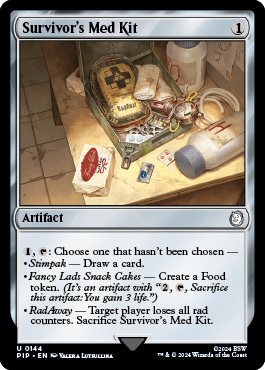 Survivor's Med Kit 1
RadAway
Fancy Lads
Artifact
1, T: Choose one that hasn't been chosen —
•Stimpak — Draw a card.
•Fancy Lads Snack Cakes — Create a Food
token. (It's an artifact with "2, T, Sacrifice
this artifact:You gain 3 life.")
•RadAway — Target player loses all rad
counters. Sacrifice Survivor's Med Kit.
U 0144
PIP • EN Valera Lutfullina
©2024 BSW
™ & © 2024 Wizards of the Coast